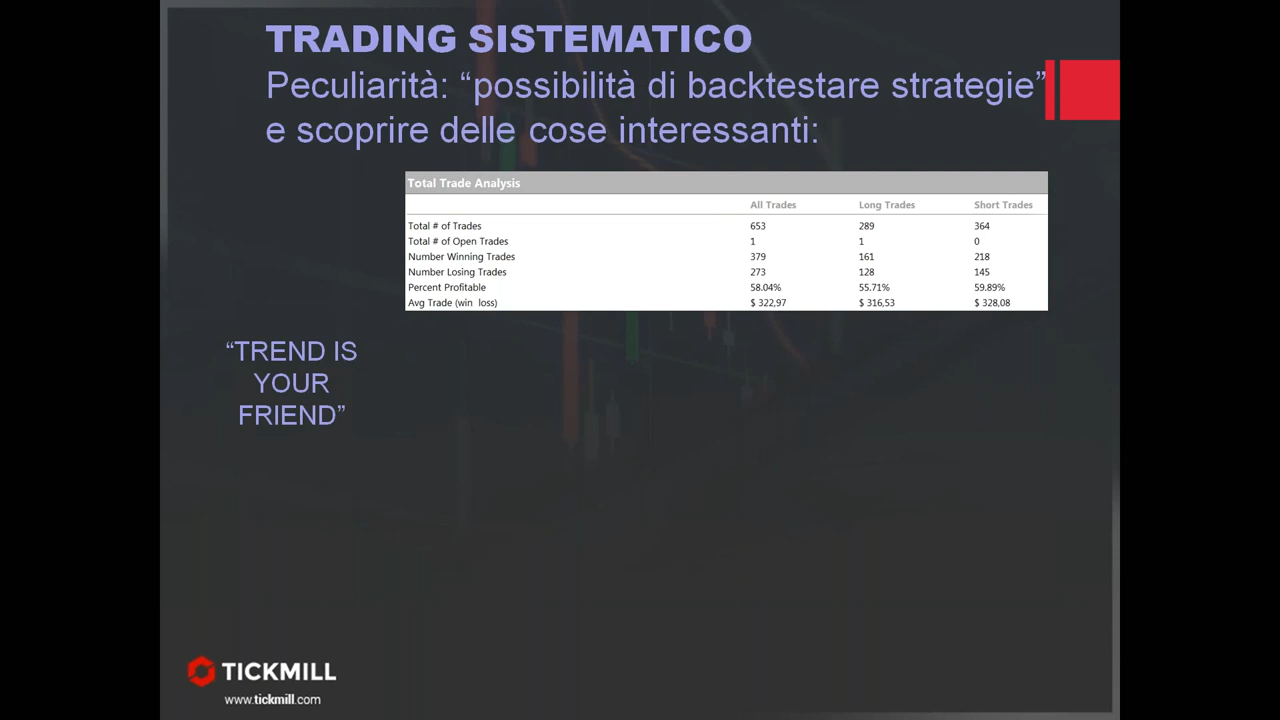 TRADING SISTEMATICO
Peculiarità: “possibilità di backtestare strategie”
e scoprire delle cose interessanti:
Total Trade Analysis
All Trades Long Trades Short Trades
Total # of Trades 653 289 364
Total # of Open Trades 1 1 0
Number Winning Trades 379 161 218
Number Losing Trades 273 128 145
Percent Profitable 58.04% 55.71% 59.89%
Avg Trade (win loss) $ 322,97 $ 316,53 $ 328,08
“TREND IS
YOUR
FRIEND”
TICKMILL
www.tickmill.com